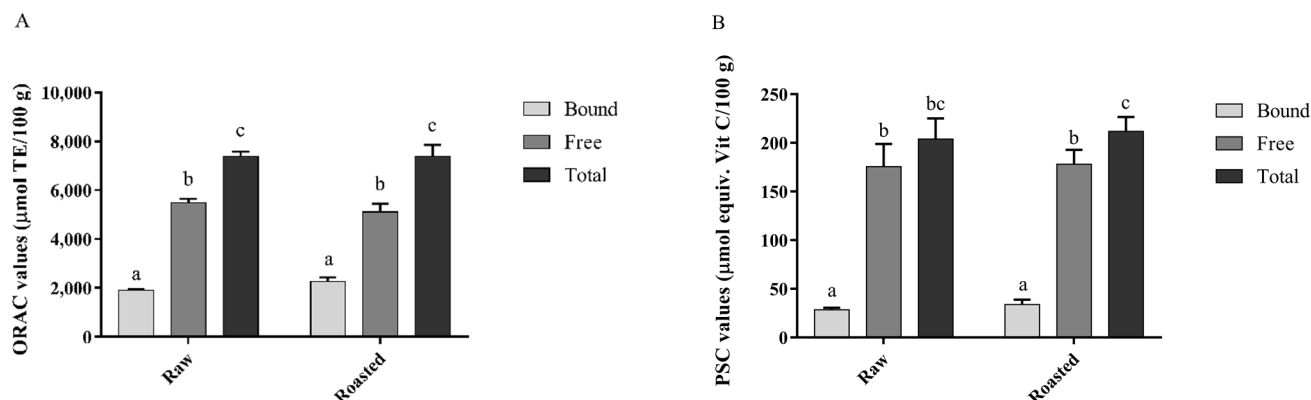 A
ORAC values (μmol TE/100 g)
10,000
8,000
6,000
4,000
2,000
0
a
b
c
a
b
c
Raw
Roasted
Bound
Free
Total
B
PSC values (μmol equiv. Vit C/100 g)
250
200
150
100
50
0
a
b
bc
a
b
c
Raw
Roasted
Bound
Free
Total